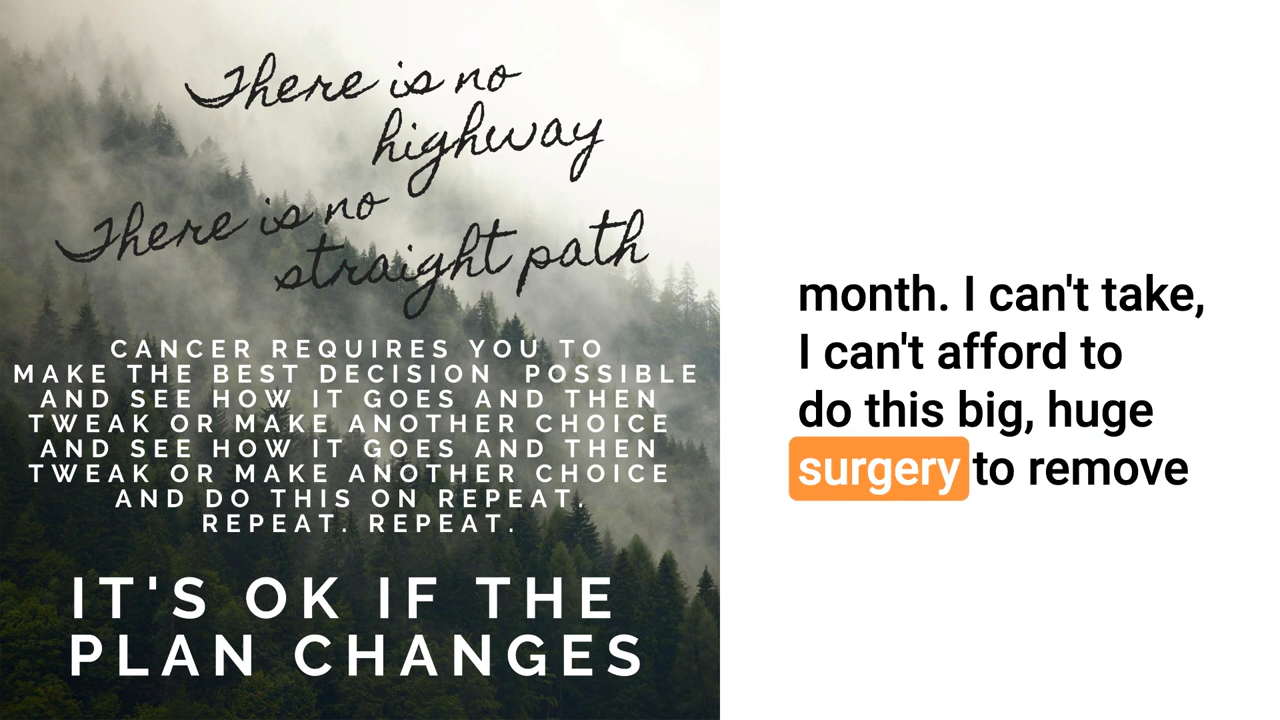 There is no
highway
There is no
straight path
CANCER REQUIRES YOU TO
MAKE THE BEST DECISION POSSIBLE
AND SEE HOW IT GOES AND THEN
TWEAK OR MAKE ANOTHER CHOICE
AND SEE HOW IT GOES AND THEN
TWEAK OR MAKE ANOTHER CHOICE
AND DO THIS ON REPEAT.
REPEAT. REPEAT.
IT'S OK IF THE
PLAN CHANGES
month. I can't take,
I can't afford to
do this big, huge
surgery to remove